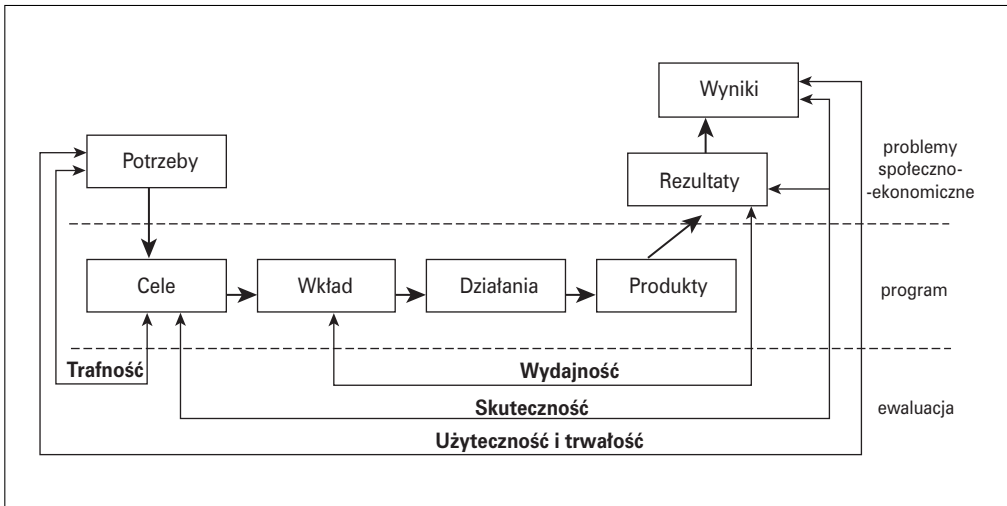 Wyniki
problemy
społeczno-
-ekonomiczne
Potrzeby
Rezultaty
Cele
Wkład
Działania
Produkty
program
Trafność
Wydajność
Skuteczność
ewaluacja
Użyteczność i trwałość